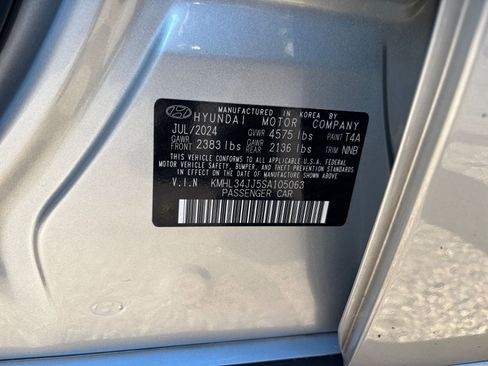 MANUFACTURED IN KOREA BY
HYUNDAI MOTOR COMPANY
JUL/2024 GVWR 4575 lbs PAINT T4A
GAWR FRONT 2383 lbs GAWR REAR 2136 lbs TRIM NNB
THIS VEHICLE CONFORMS TO ALL APPLICABLE U.S.A. FEDERAL
MOTOR VEHICLE SAFETY, BUMPER, AND THEFT PREVENTION
STANDARDS IN EFFECT ON THE DATE OF MANUFACTURE SHOWN ABOVE.
V.I.N KMHL34JJ5SA105063
PASSENGER CAR